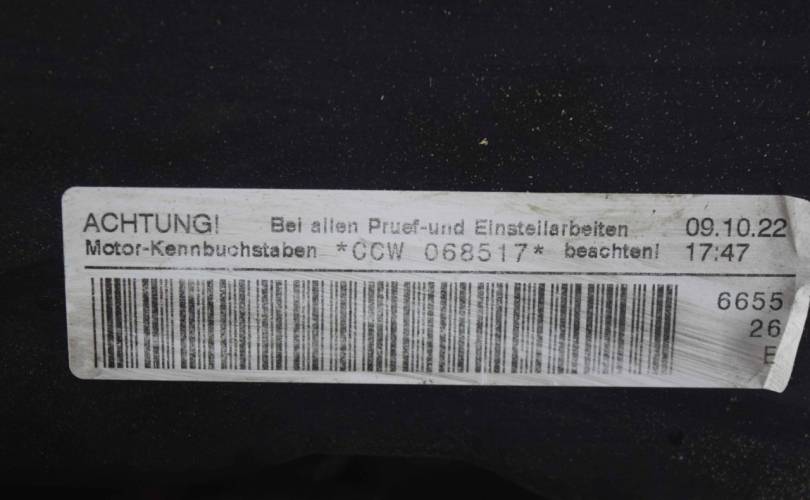 ACHTUNG! Bei allen Pruef-und Einstellarbeiten 09.10.22
Motor-Kennbuchstaben *CCW 068517* beachten! 17:47
6655
26
E